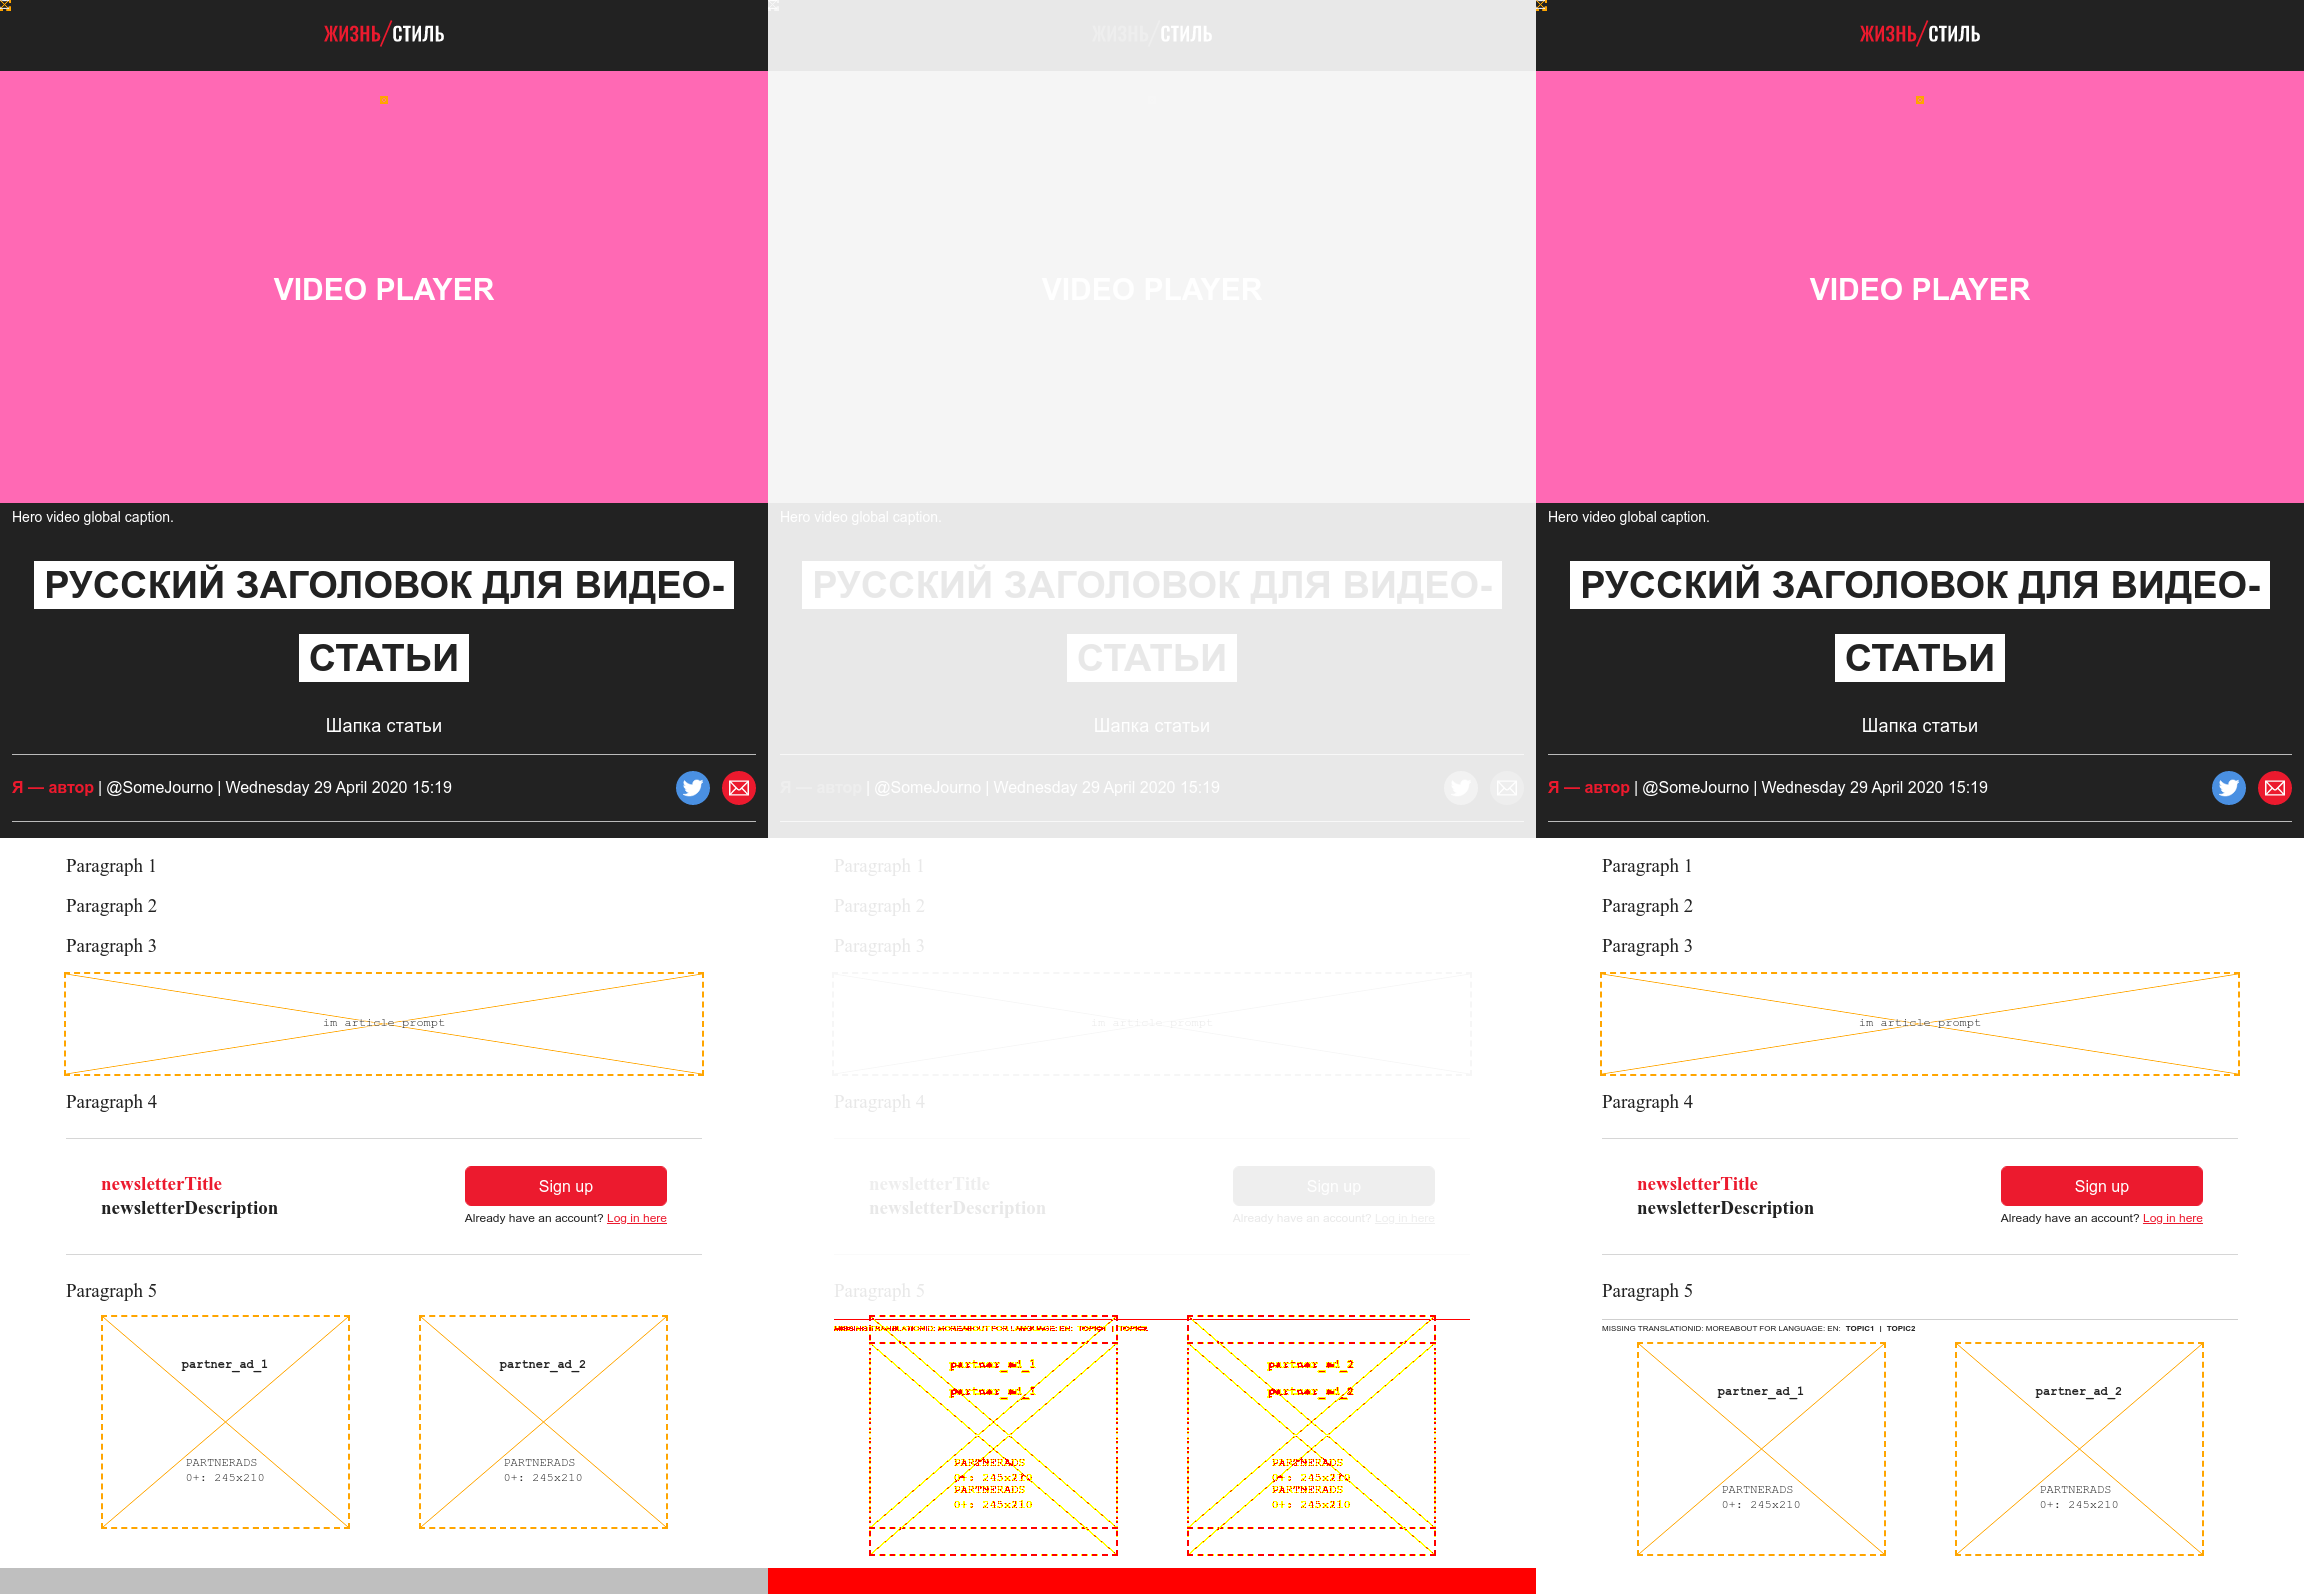 ЖИЗНЬ/СТИЛЬ
VIDEO PLAYER
Hero video global caption.
РУССКИЙ ЗАГОЛОВОК ДЛЯ ВИДЕО-
СТАТЬИ
Шапка статьи
Я — автор | @SomeJourno | Wednesday 29 April 2020 15:19
Paragraph 1
Paragraph 2
Paragraph 3
im article prompt
Paragraph 4
newsletterTitle
newsletterDescription
Sign up
Already have an account? Log in here
Paragraph 5
partner_ad_1
PARTNERADS
0+: 245x210
partner_ad_2
PARTNERADS
0+: 245x210
ЖИЗНЬ/СТИЛЬ
VIDEO PLAYER
Hero video global caption.
РУССКИЙ ЗАГОЛОВОК ДЛЯ ВИДЕО-
СТАТЬИ
Шапка статьи
Я — автор | @SomeJourno | Wednesday 29 April 2020 15:19
Paragraph 1
Paragraph 2
Paragraph 3
im article prompt
Paragraph 4
newsletterTitle
newsletterDescription
Sign up
Already have an account? Log in here
Paragraph 5
MISSING TRANSLATIONID: MOREABOUT FOR LANGUAGE: EN: TOPIC1 | TOPIC2
partner_ad_1
partner_ad_1
PARTNERADS
0+: 245x210
PARTNERADS
0+: 245x210
partner_ad_2
partner_ad_2
PARTNERADS
0+: 245x210
PARTNERADS
0+: 245x210
ЖИЗНЬ/СТИЛЬ
VIDEO PLAYER
Hero video global caption.
РУССКИЙ ЗАГОЛОВОК ДЛЯ ВИДЕО-
СТАТЬИ
Шапка статьи
Я — автор | @SomeJourno | Wednesday 29 April 2020 15:19
Paragraph 1
Paragraph 2
Paragraph 3
im article prompt
Paragraph 4
newsletterTitle
newsletterDescription
Sign up
Already have an account? Log in here
Paragraph 5
MISSING TRANSLATIONID: MOREABOUT FOR LANGUAGE: EN: TOPIC1 | TOPIC2
partner_ad_1
PARTNERADS
0+: 245x210
partner_ad_2
PARTNERADS
0+: 245x210